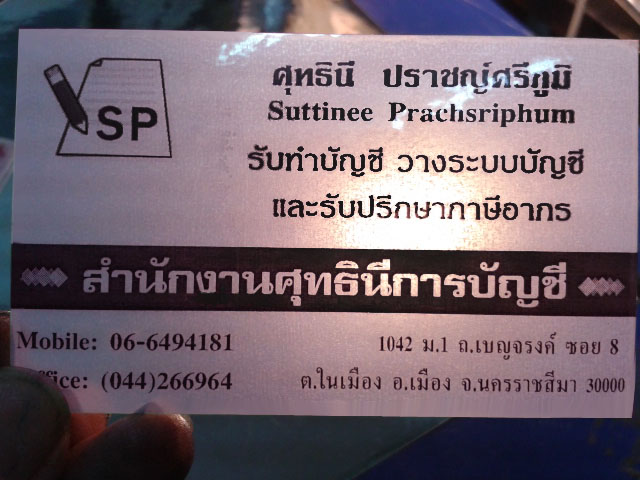 SP
ศุทธินี ปราชญ์ศรีภูมิ
Suttinee Prachsriphum
รับทำบัญชี วางระบบบัญชี
และรับปรึกษาภาษีอากร
สำนักงานศุทธินีการบัญชี
Mobile: 06-6494181
1042 ม.1 ถ.เบญจรงค์ ซอย 8
Office: (044)266964
ต.ในเมือง อ.เมือง จ.นครราชสีมา 30000